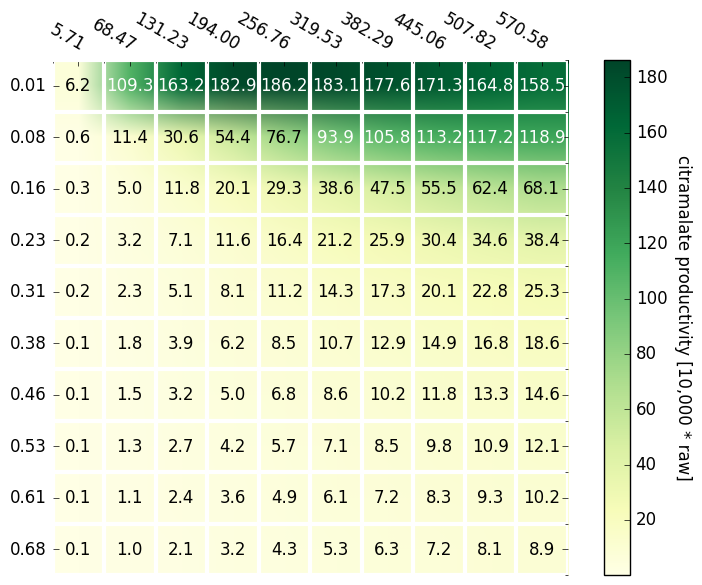 5.71 68.47 131.23 194.00 256.76 319.53 382.29 445.06 507.82 570.58
0.01 6.2 109.3 163.2 182.9 186.2 183.1 177.6 171.3 164.8 158.5
0.08 0.6 11.4 30.6 54.4 76.7 93.9 105.8 113.2 117.2 118.9
0.16 0.3 5.0 11.8 20.1 29.3 38.6 47.5 55.5 62.4 68.1
0.23 0.2 3.2 7.1 11.6 16.4 21.2 25.9 30.4 34.6 38.4
0.31 0.2 2.3 5.1 8.1 11.2 14.3 17.3 20.1 22.8 25.3
0.38 0.1 1.8 3.9 6.2 8.5 10.7 12.9 14.9 16.8 18.6
0.46 0.1 1.5 3.2 5.0 6.8 8.6 10.2 11.8 13.3 14.6
0.53 0.1 1.3 2.7 4.2 5.7 7.1 8.5 9.8 10.9 12.1
0.61 0.1 1.1 2.4 3.6 4.9 6.1 7.2 8.3 9.3 10.2
0.68 0.1 1.0 2.1 3.2 4.3 5.3 6.3 7.2 8.1 8.9
180
160
140
120
100
80
60
40
20
citramalate productivity [10,000 * raw]